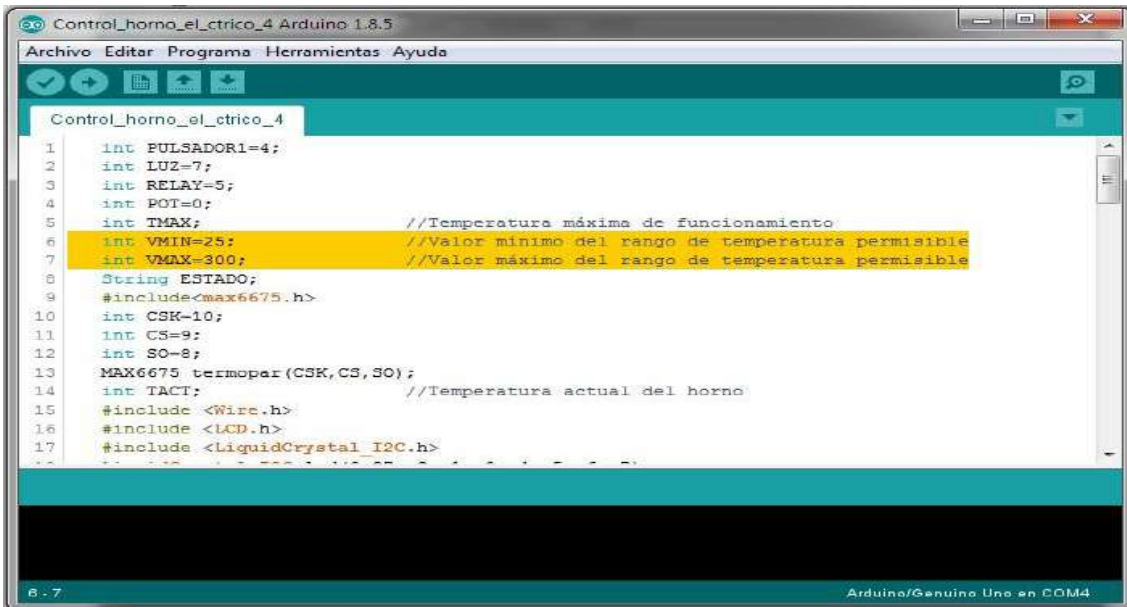 Control_horno_el_ctrico_4 Arduino 1.8.5
Archivo Editar Programa Herramientas Ayuda
Control_horno_el_ctrico_4
1 int PULSADOR1=4;
2 int LUZ=7;
3 int RELAY=5;
4 int POT=0;
5 int TMAX; //Temperatura máxima de funcionamiento
6 int VMIN=25; //Valor mínimo del rango de temperatura permisible
7 int VMAX=300; //Valor máximo del rango de temperatura permisible
8 String ESTADO;
9 #include<max6675.h>
10 int CSK=10;
11 int CS=9;
12 int SO=8;
13 MAX6675 termopar(CSK,CS,SO);
14 int TACT; //Temperatura actual del horno
15 #include <Wire.h>
16 #include <LCD.h>
17 #include <LiquidCrystal_I2C.h>
6 - 7
Arduino/Genuino Uno en COM4